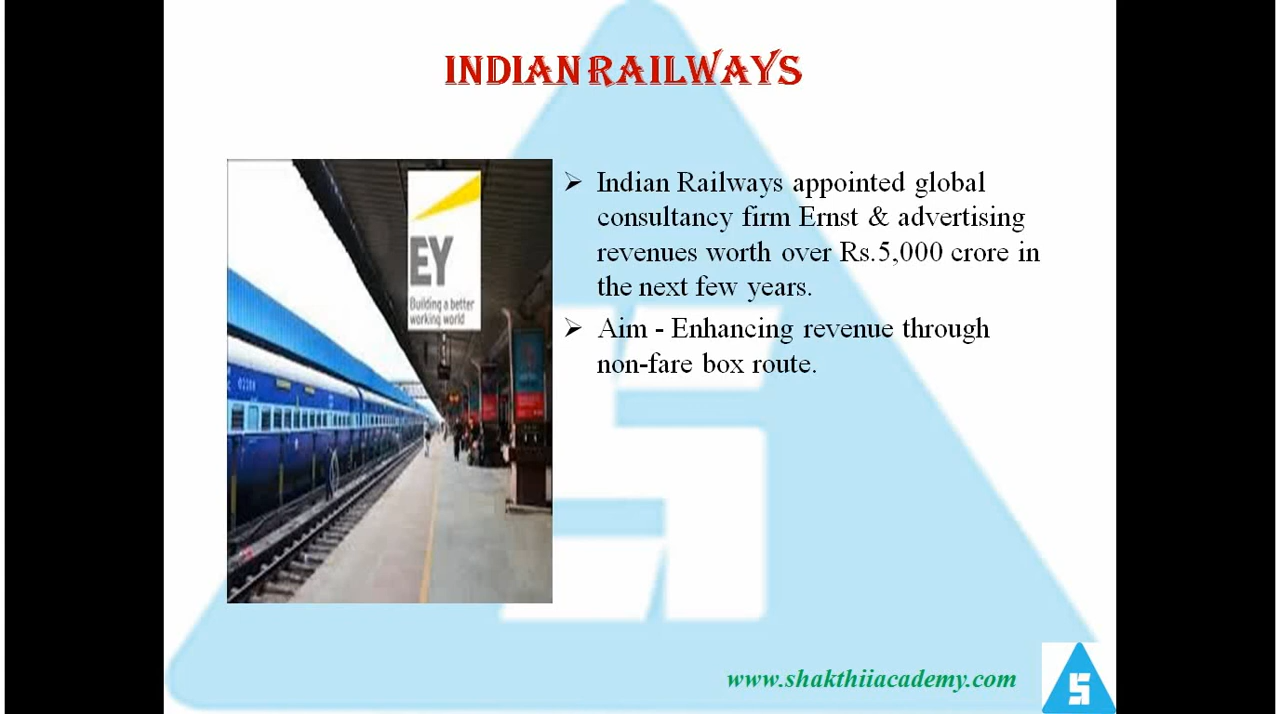 INDIAN RAILWAYS
EY
Building a better
working world
➢ Indian Railways appointed global
consultancy firm Ernst & advertising
revenues worth over Rs.5,000 crore in
the next few years.
➢ Aim - Enhancing revenue through
non-fare box route.
www.shakthiiacademy.com